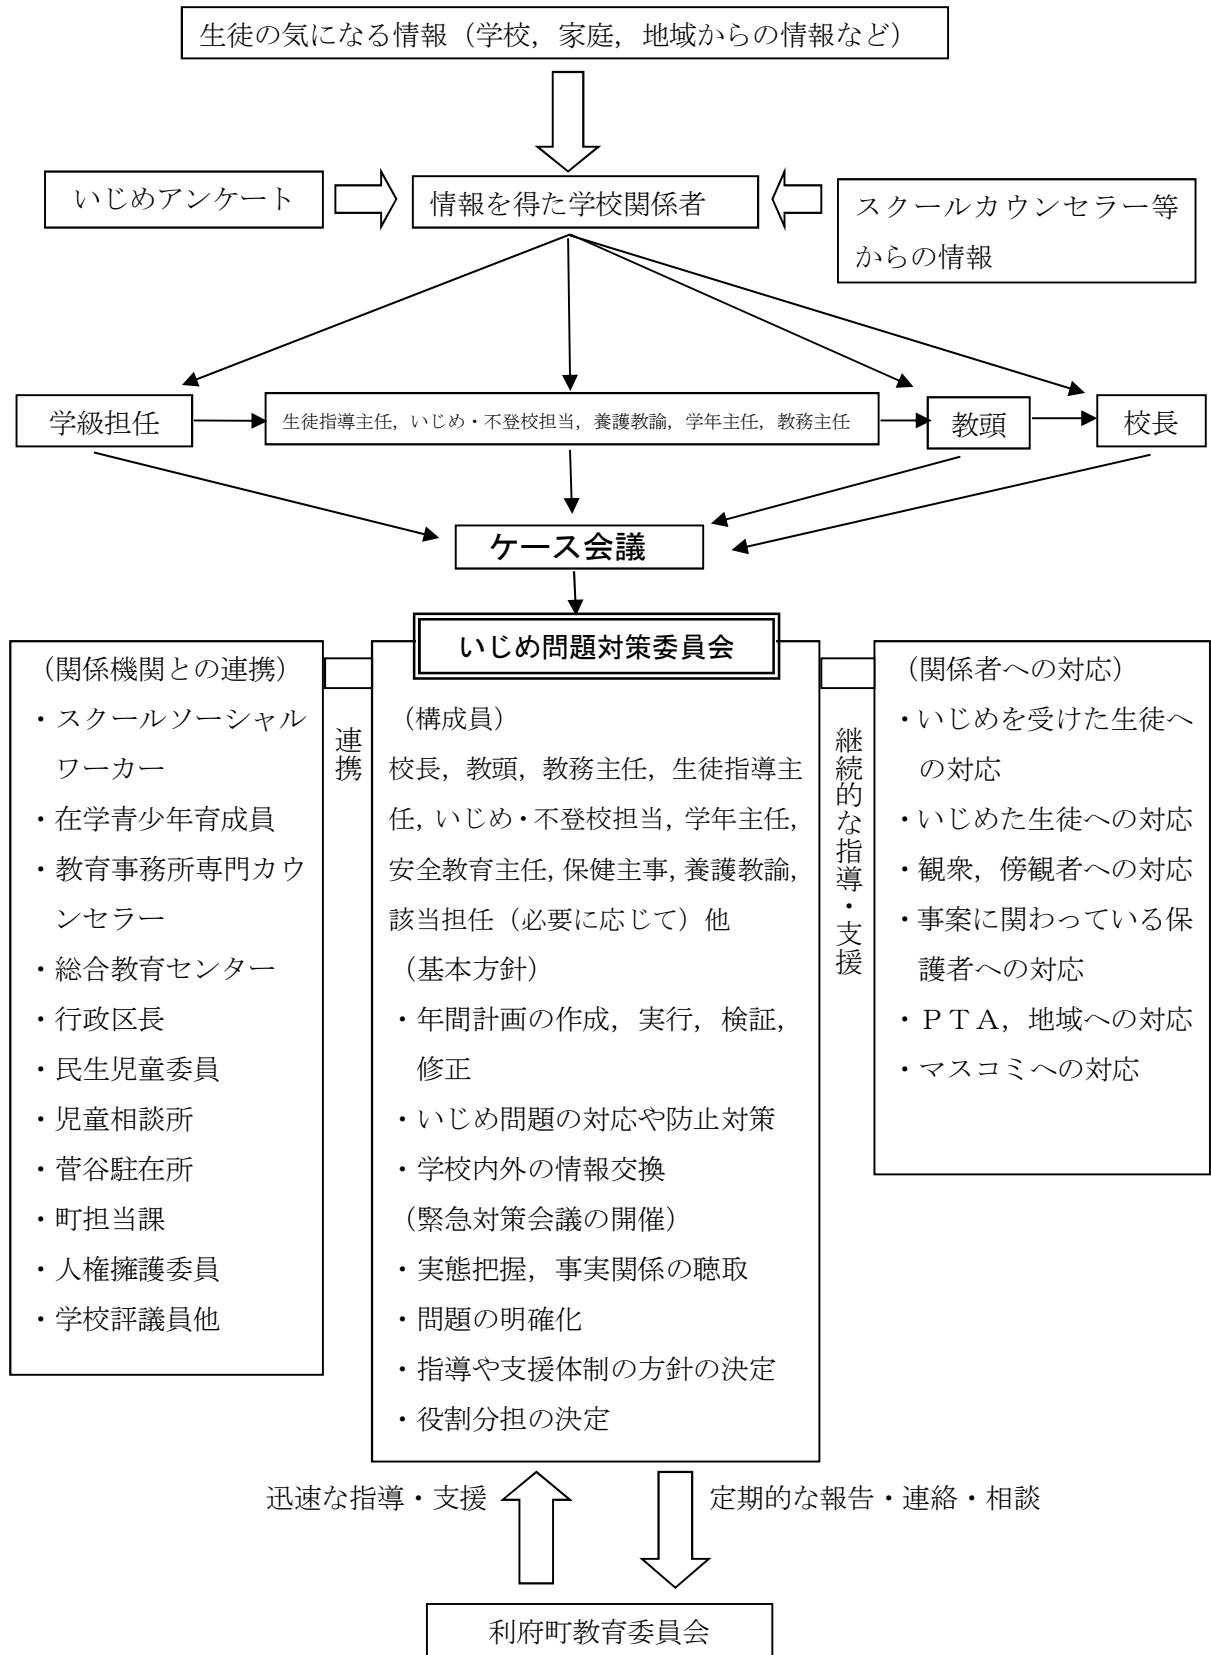 生徒の気になる情報（学校，家庭，地域からの情報など）
いじめアンケート
情報を得た学校関係者
スクールカウンセラー等
からの情報
学級担任
生徒指導主任，いじめ・不登校担当，養護教諭，学年主任，教務主任
教頭
校長
ケース会議
いじめ問題対策委員会
（関係機関との連携）
・スクールソーシャル
ワーカー
・在学青少年育成員
・教育事務所専門カウ
ンセラー
・総合教育センター
・行政区長
・民生児童委員
・児童相談所
・菅谷駐在所
・町担当課
・人権擁護委員
・学校評議員他
連携
（構成員）
校長，教頭，教務主任，生徒指導主
任，いじめ・不登校担当，学年主任，
安全教育主任，保健主事，養護教諭，
該当担任（必要に応じて）他
（基本方針）
・年間計画の作成，実行，検証，
修正
・いじめ問題の対応や防止対策
・学校内外の情報交換
（緊急対策会議の開催）
・実態把握，事実関係の聴取
・問題の明確化
・指導や支援体制の方針の決定
・役割分担の決定
継続的な指導・支援
（関係者への対応）
・いじめを受けた生徒へ
の対応
・いじめた生徒への対応
・観衆，傍観者への対応
・事案に関わっている保
護者への対応
・ＰＴＡ，地域への対応
・マスコミへの対応
迅速な指導・支援
定期的な報告・連絡・相談
利府町教育委員会